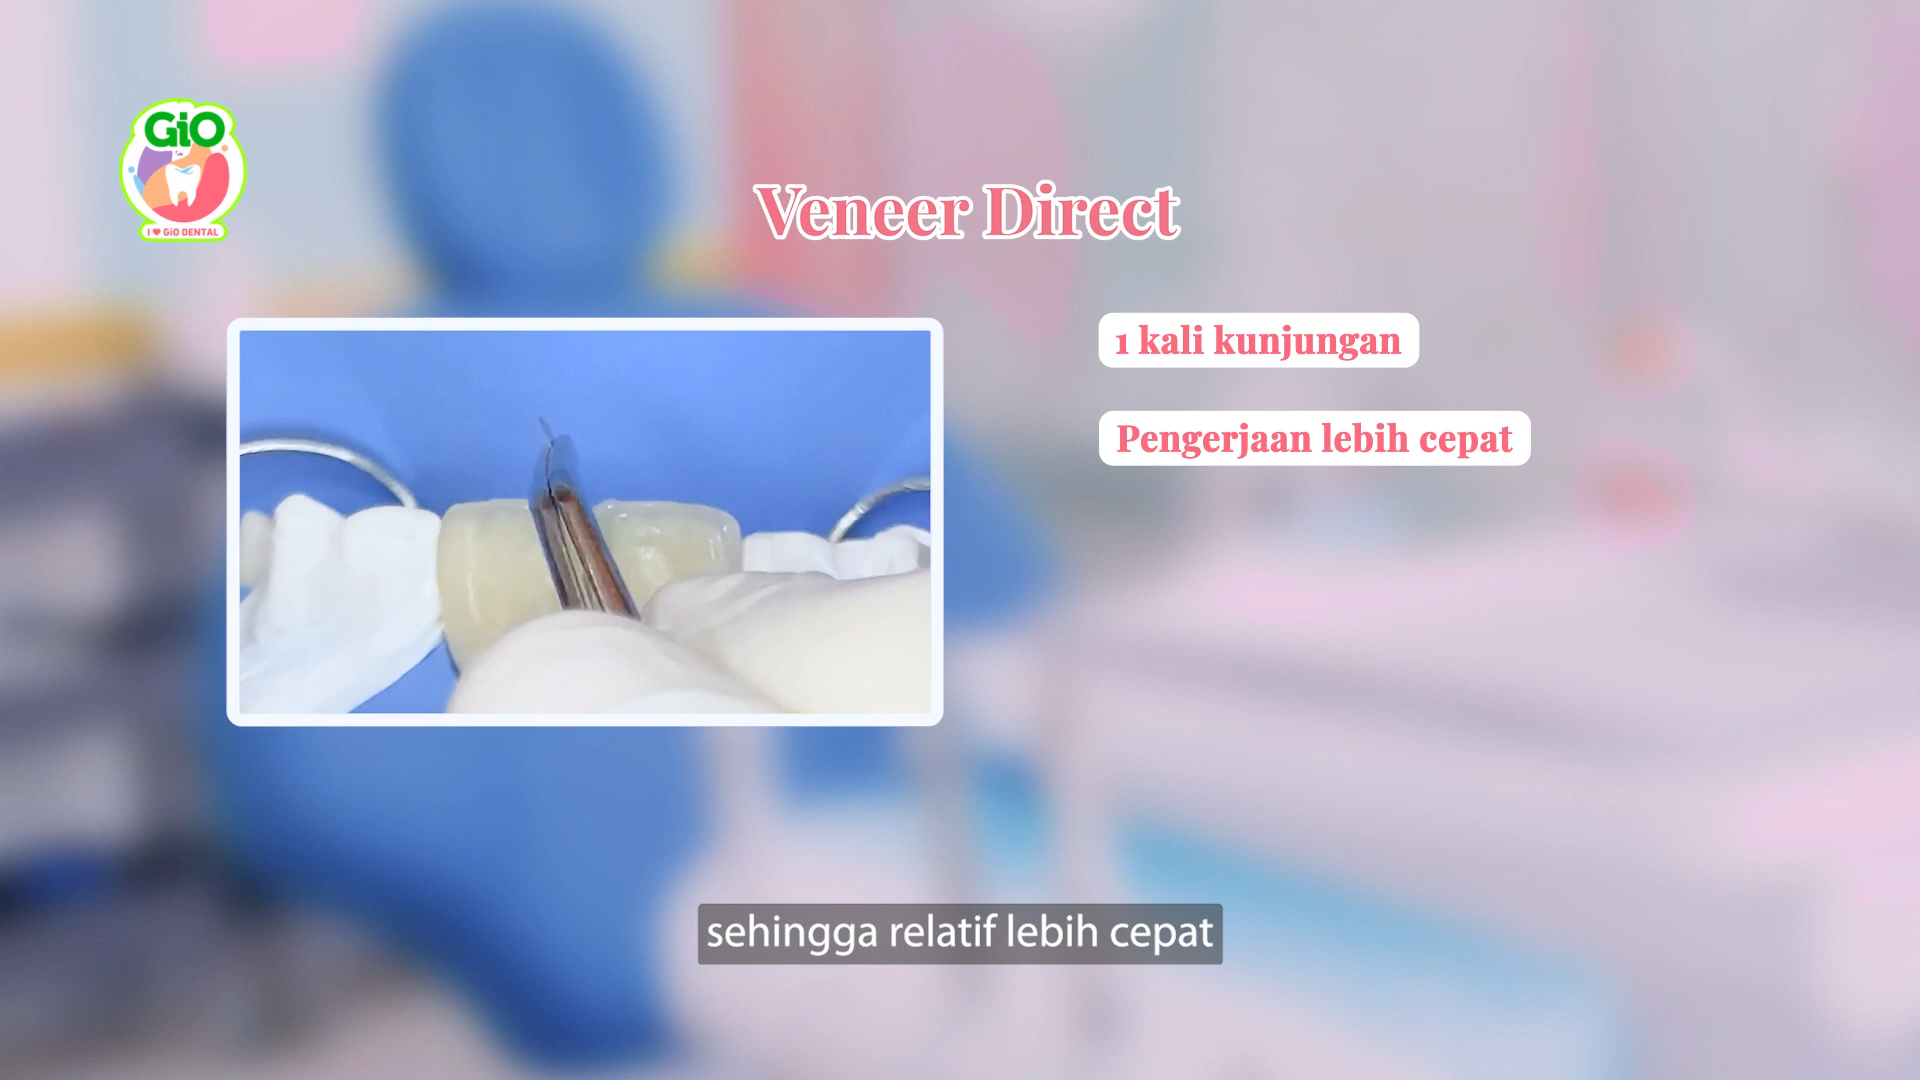 GiO
I ♥ GiO DENTAL
Veneer Direct
1 kali kunjungan
Pengerjaan lebih cepat
sehingga relatif lebih cepat